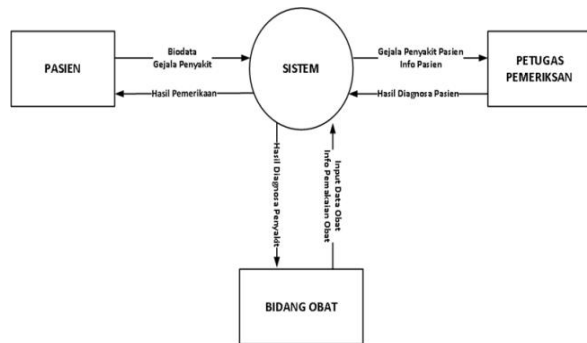 PASIEN
Biodata
Gejala Penyakit
Hasil Pemerikaan
SISTEM
Gejala Penyakit Pasien
Info Pasien
Hasil Diagnosa Pasien
PETUGAS
PEMERIKSAN
Hasil Diagnosa
Penyakit
Input Data Obat
Info Pemakaian Obat
BIDANG OBAT